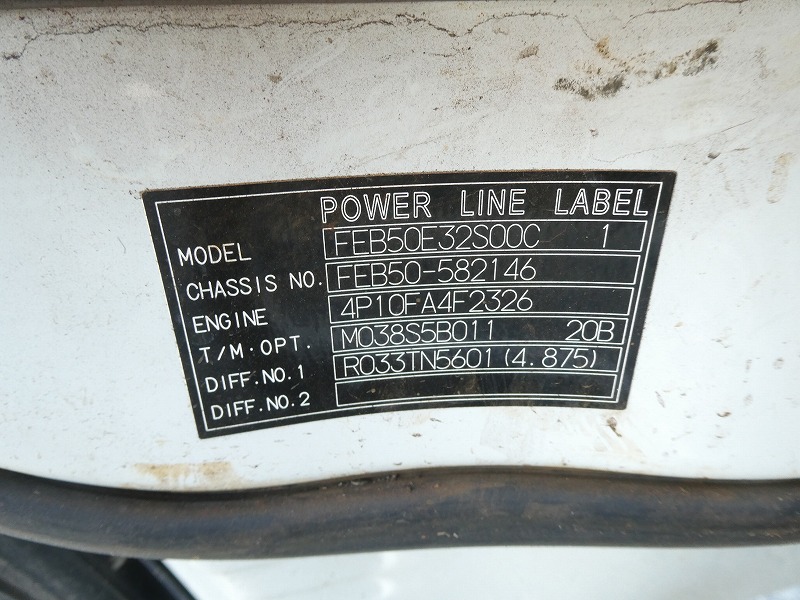 POWER LINE LABEL
MODEL FEB50E32S00C 1
CHASSIS NO. FEB50-582146
ENGINE 4P10FA4F2326
T/M·OPT. M038S5B011 20B
DIFF.NO.1 R033TN5601(4.875)
DIFF.NO.2